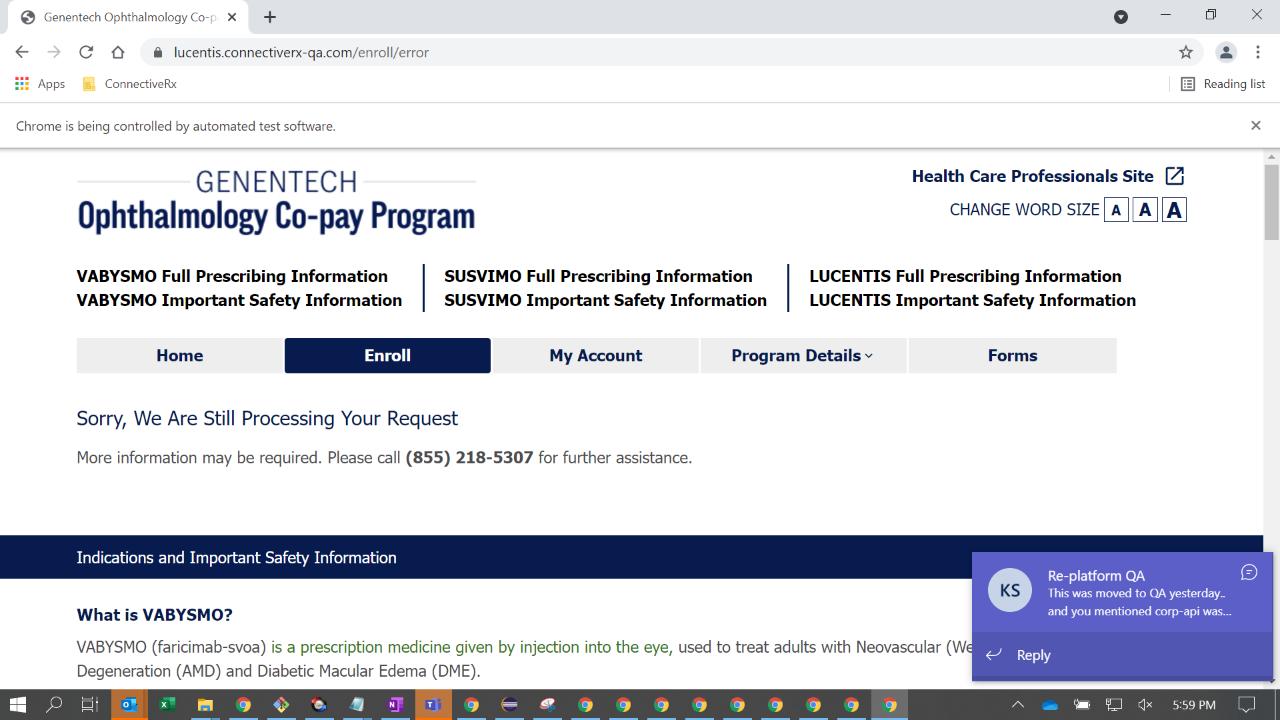 Genentech Ophthalmology Co-p
lucentis.connectiverx-qa.com/enroll/error
Apps
ConnectiveRx
Reading list
Chrome is being controlled by automated test software.
GENENTECH
Ophthalmology Co-pay Program
Health Care Professionals Site
CHANGE WORD SIZE A A A
VABYSMO Full Prescribing Information
VABYSMO Important Safety Information
SUSVIMO Full Prescribing Information
SUSVIMO Important Safety Information
LUCENTIS Full Prescribing Information
LUCENTIS Important Safety Information
Home Enroll My Account Program Details Forms
Sorry, We Are Still Processing Your Request
More information may be required. Please call (855) 218-5307 for further assistance.
Indications and Important Safety Information
What is VABYSMO?
VABYSMO (faricimab-svoa) is a prescription medicine given by injection into the eye, used to treat adults with Neovascular (We
Degeneration (AMD) and Diabetic Macular Edema (DME).
KS
Re-platform QA
This was moved to QA yesterday..
and you mentioned corp-api was...
Reply
5:59 PM